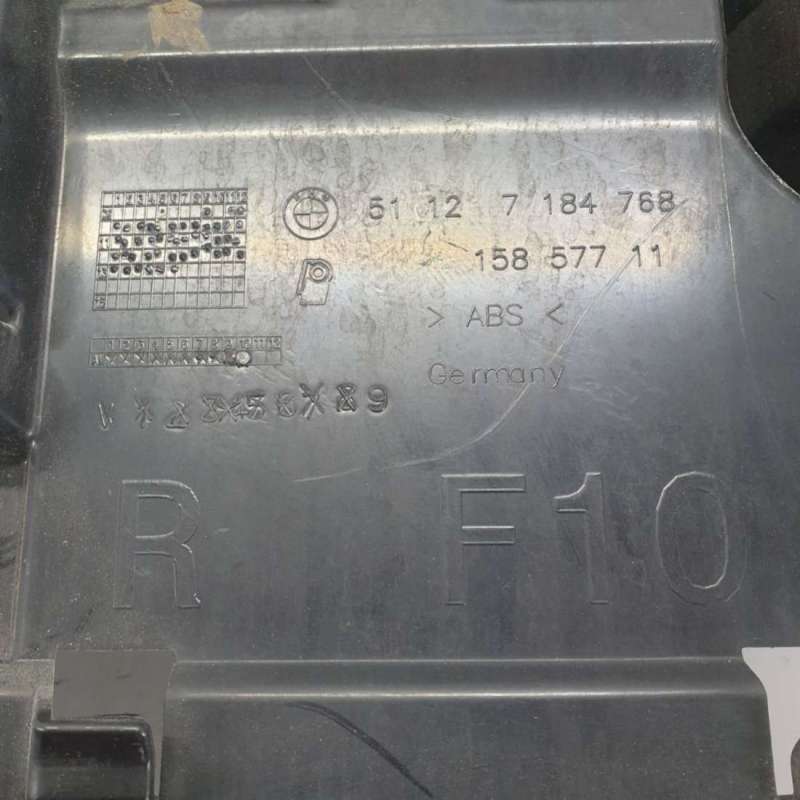 51 12 7 184 768
158 577 11
> ABS <
Germany
R F10